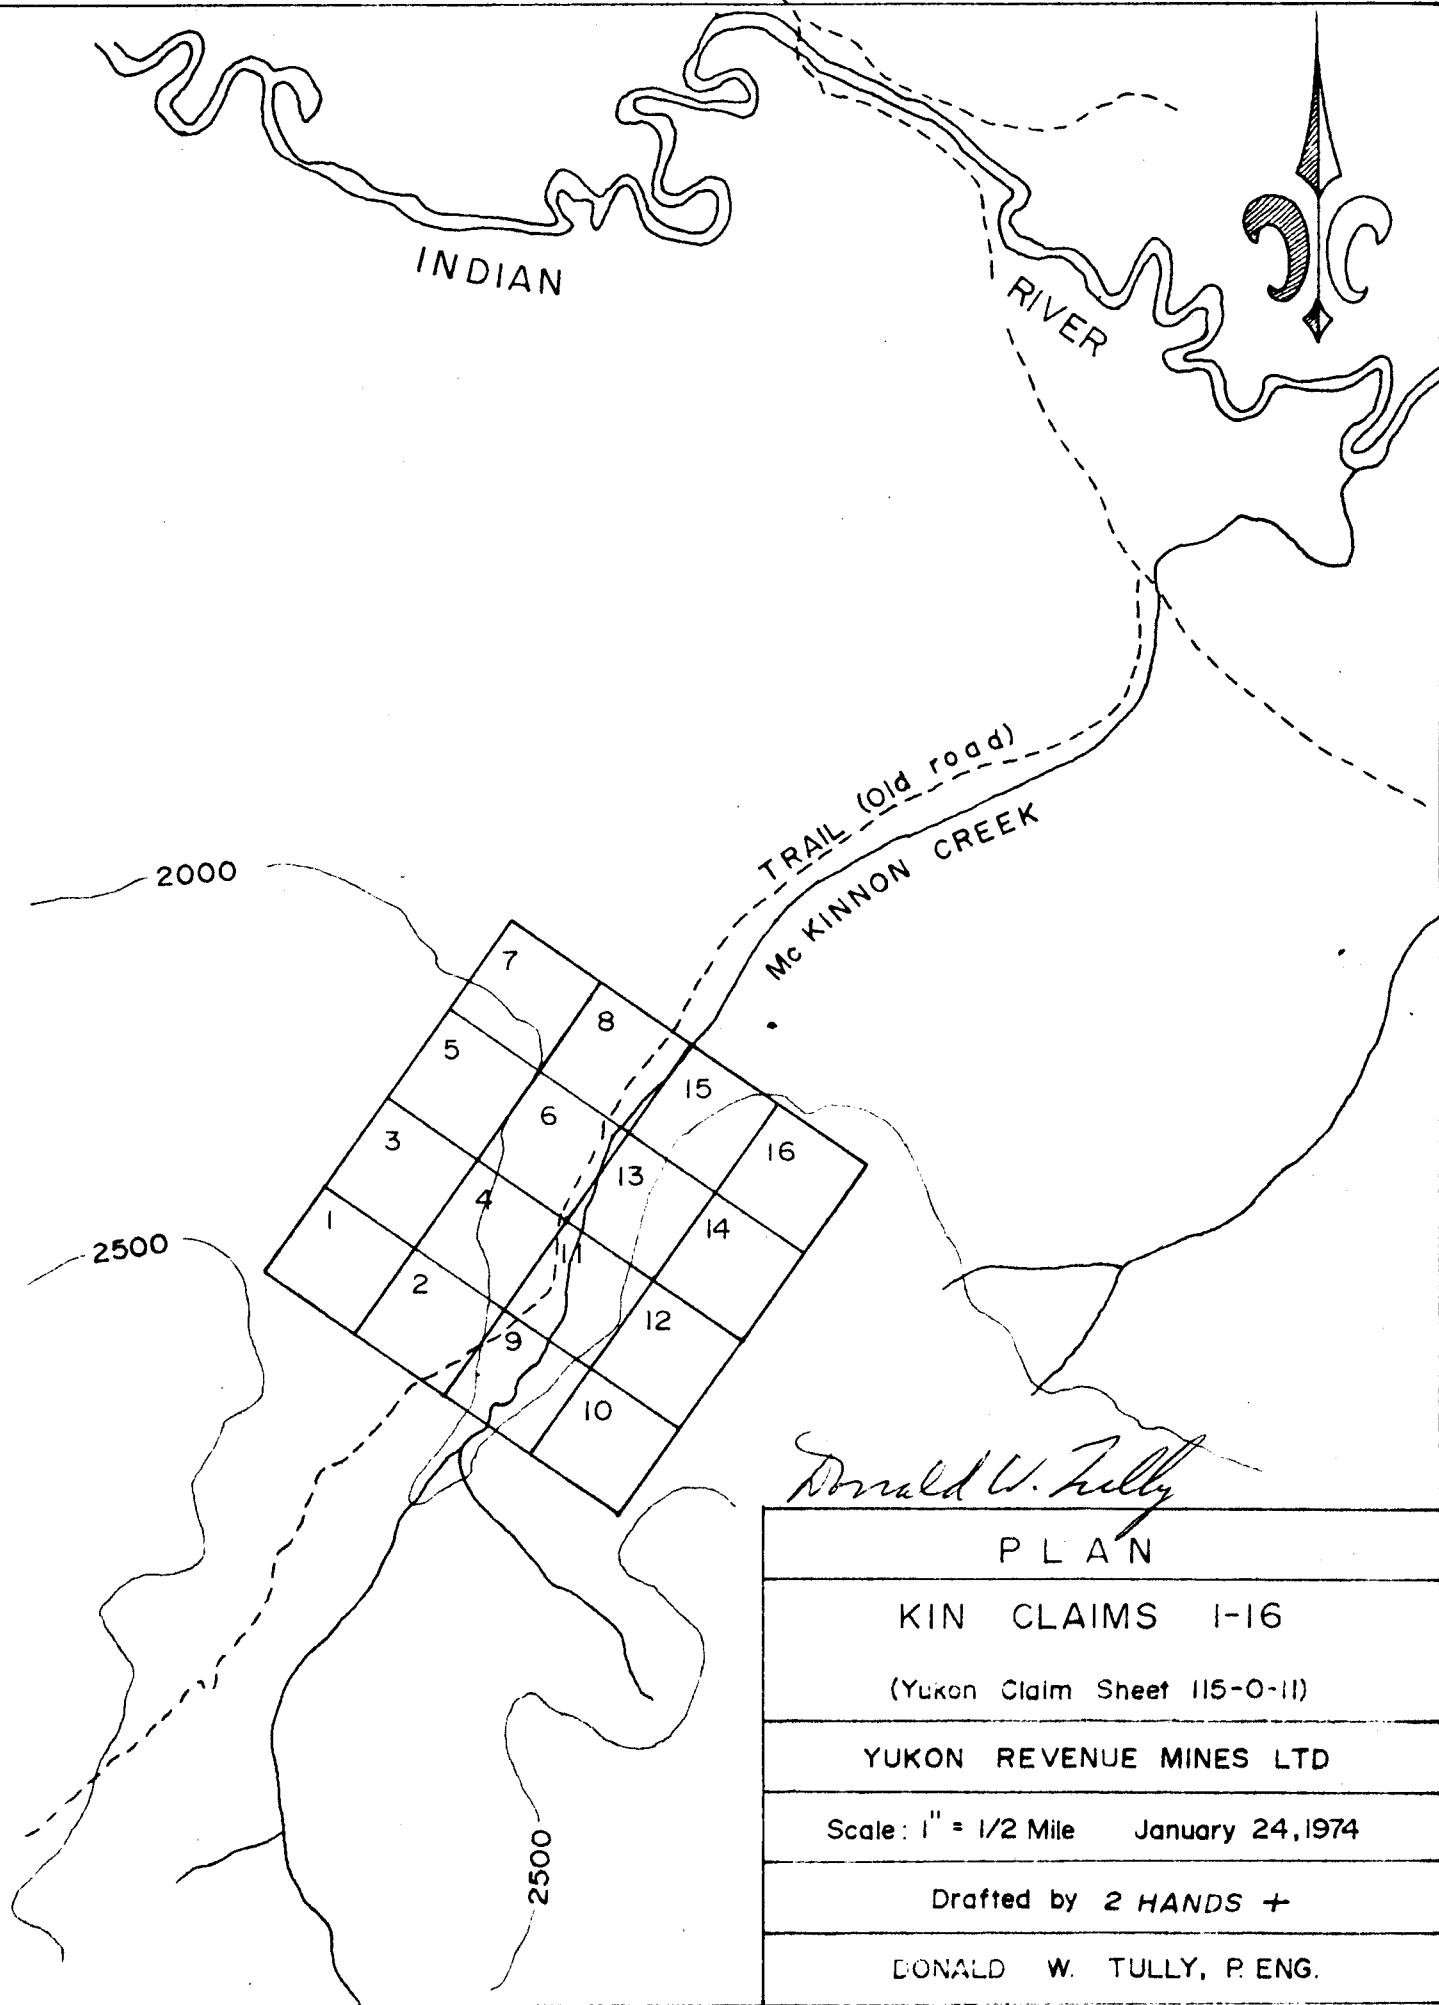 INDIAN
RIVER
TRAIL (Old road)
Mc KINNON CREEK
2000
7
8
5
15
6
3
16
13
4
1
14
11
2500
2
12
9
10
Donald W. Tully
PLAN
KIN CLAIMS 1-16
(Yukon Claim Sheet 115-O-11)
YUKON REVENUE MINES LTD
Scale: 1" = 1/2 Mile January 24, 1974
2500
Drafted by 2 HANDS +
DONALD W. TULLY, P. ENG.